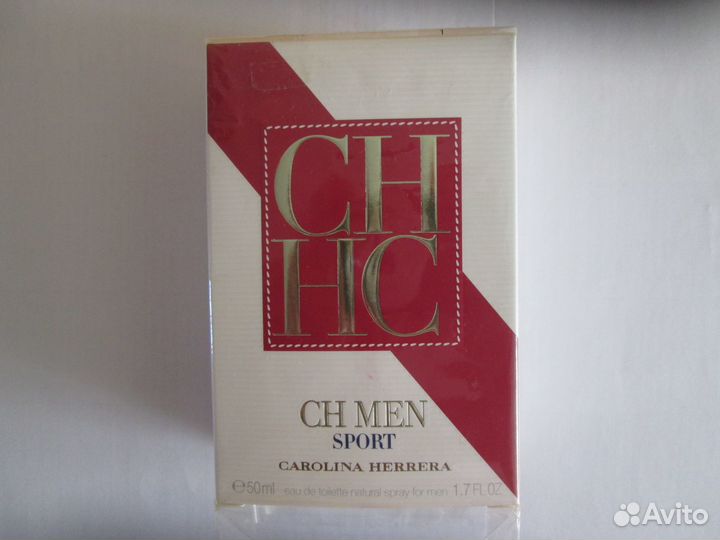 CH
HC
CH MEN
SPORT
CAROLINA HERRERA
℮50ml eau de toilette natural spray for men 1.7 FL OZ
Avito